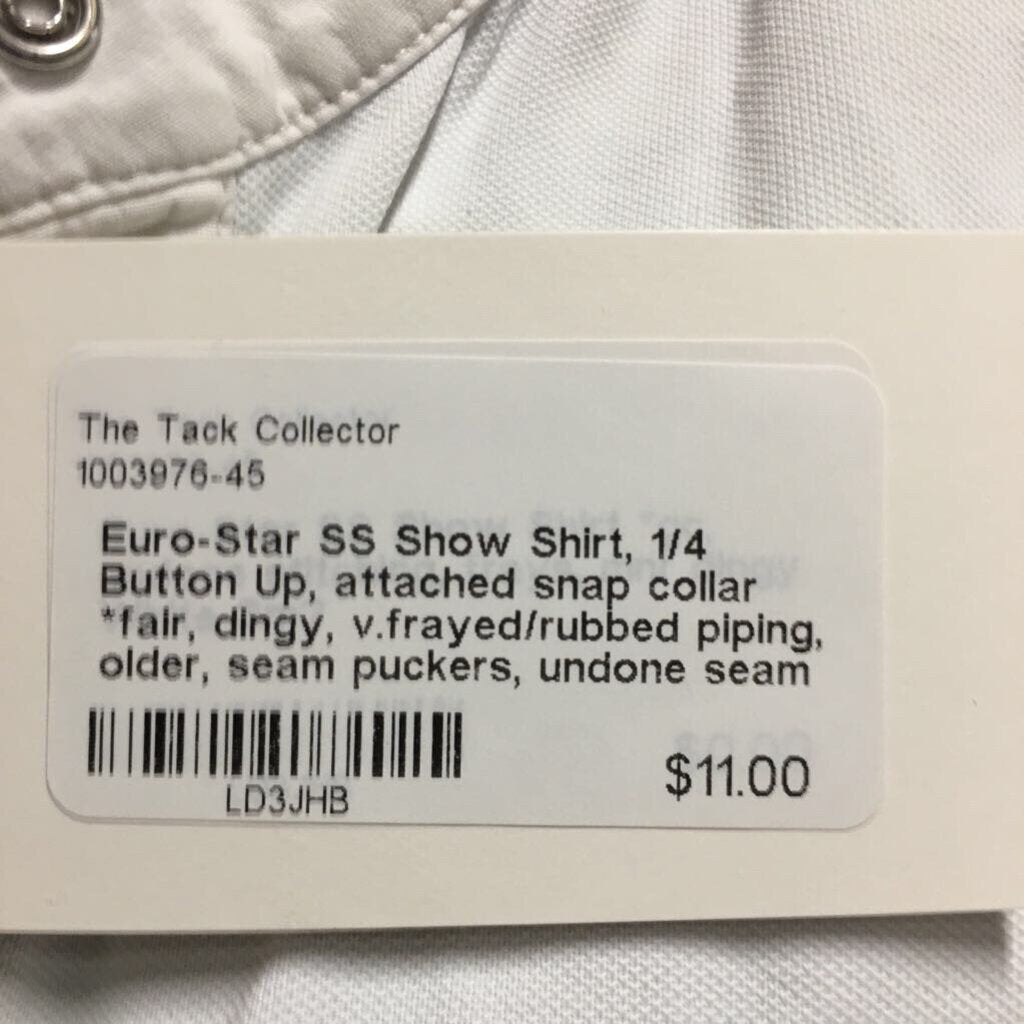 The Tack Collector
1003976-45
Euro-Star SS Show Shirt, 1/4
Button Up, attached snap collar
*fair, dingy, v.frayed/rubbed piping,
older, seam puckers, undone seam
LD3JHB
$11.00